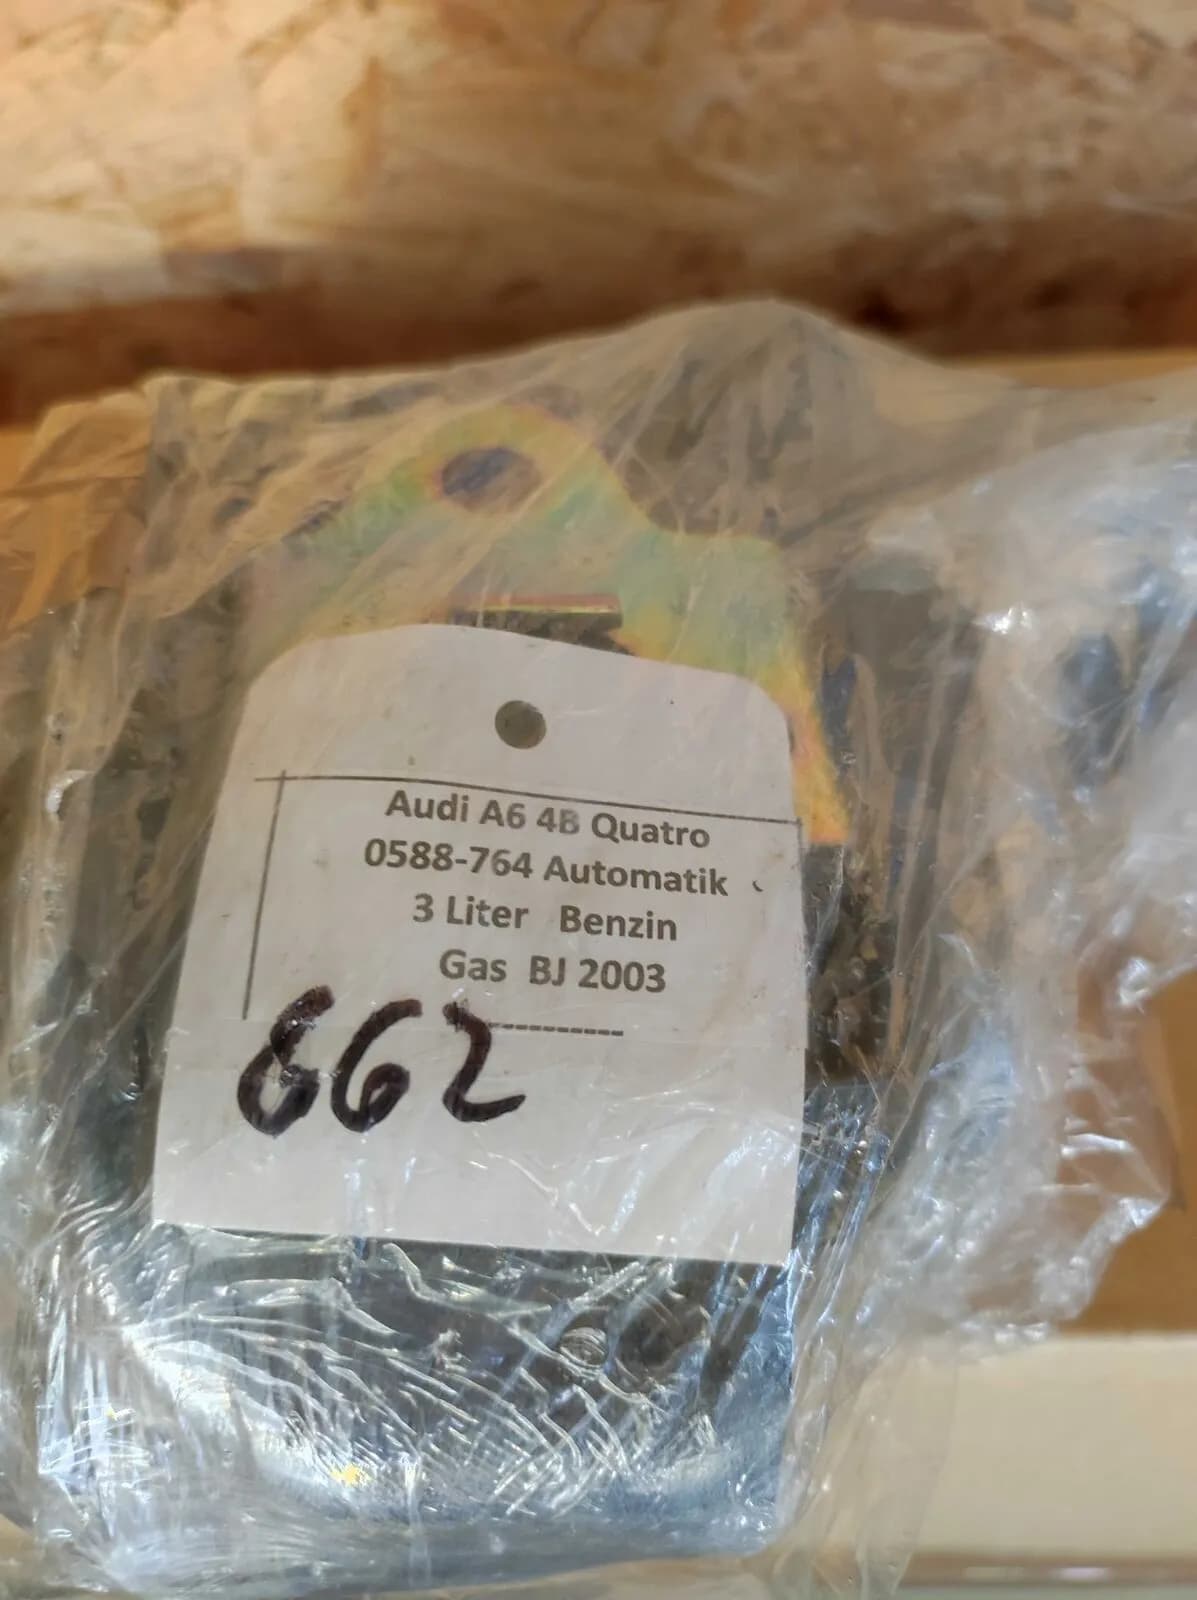 Audi A6 4B Quatro
0588-764 Automatik
3 Liter Benzin
Gas BJ 2003
662